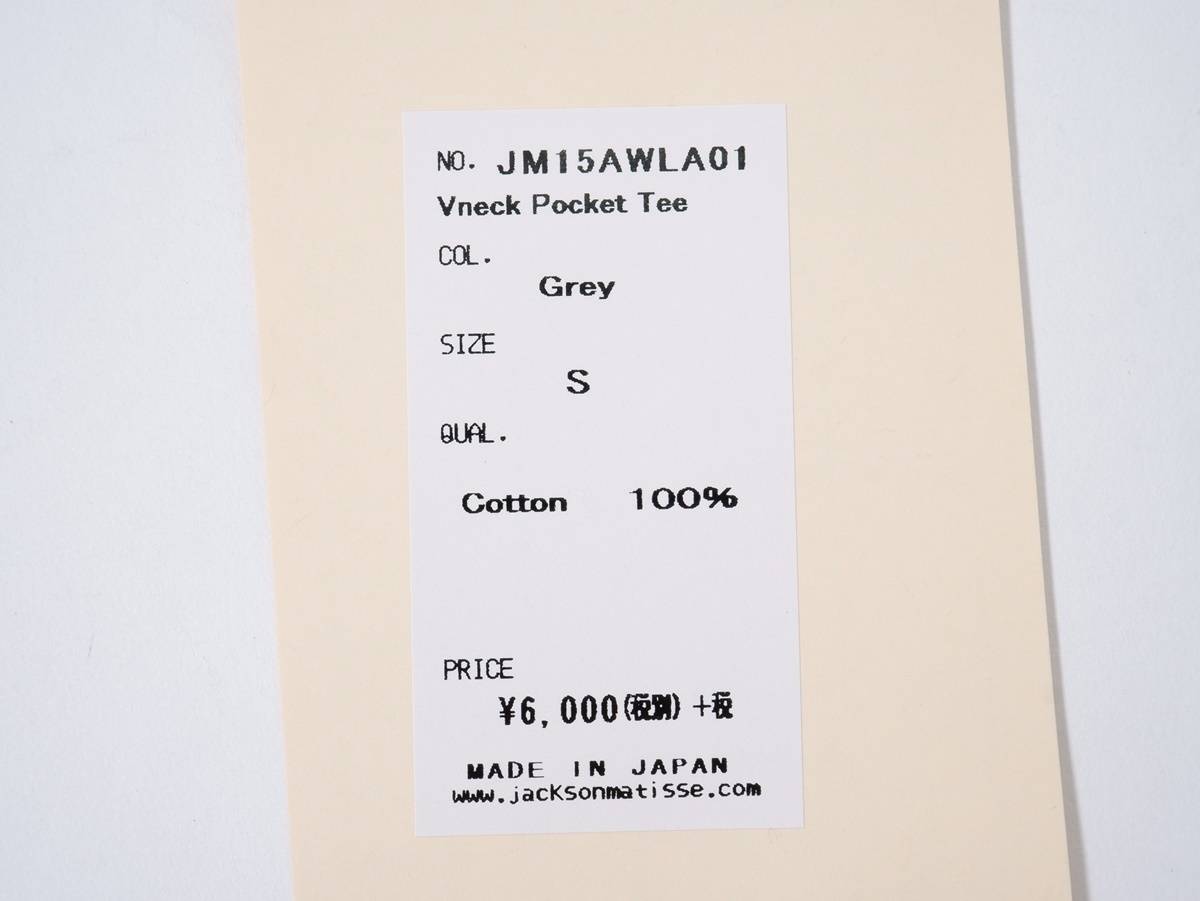 NO. JM15AWLA01
Vneck Pocket Tee
COL.
Grey
SIZE
S
QUAL.
Cotton 100%
PRICE
¥6,000(税別) +税
MADE IN JAPAN
www.jacksonmatisse.com